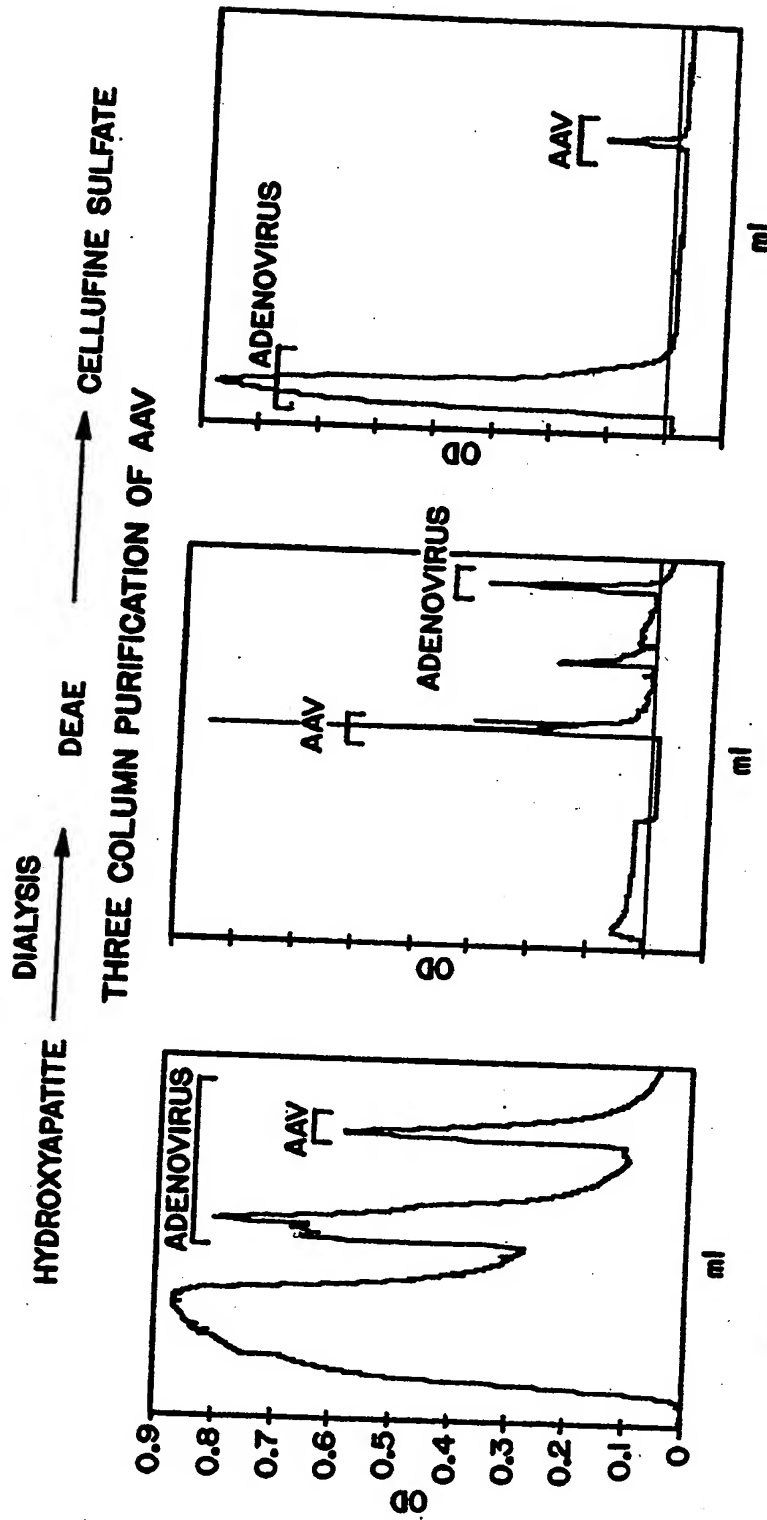 DIALYSIS
HYDROXYAPATITE DEAE CELLUFINE SULFATE
THREE COLUMN PURIFICATION OF AAV
ADENOVIRUS
AAV
0.9
0.8
0.7
0.6
0.5
0.4
0.3
0.2
0.1
0
OD
ml
AAV
ADENOVIRUS
OD
ml
ADENOVIRUS
AAV
OD
ml